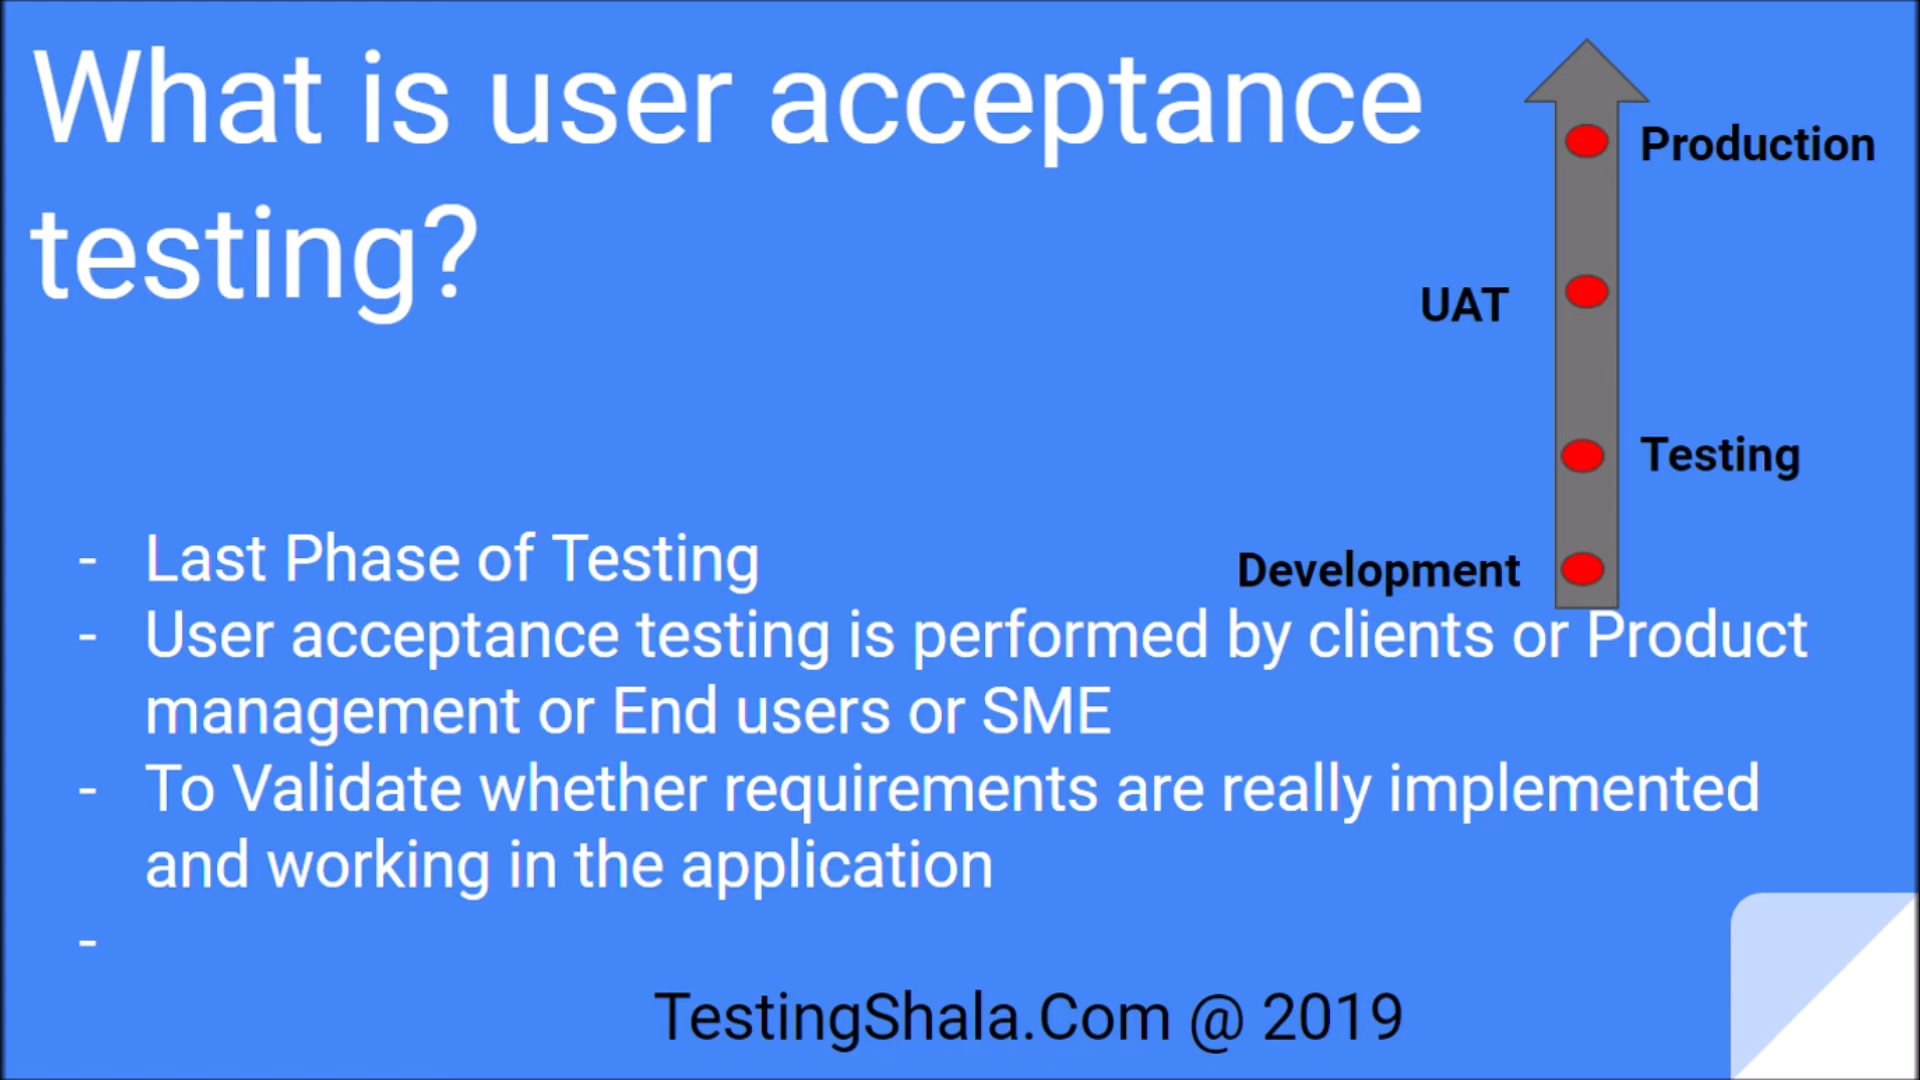 What is user acceptance
testing?
Production
UAT
Testing
Development
- Last Phase of Testing
- User acceptance testing is performed by clients or Product
management or End users or SME
- To Validate whether requirements are really implemented
and working in the application
-
TestingShala.Com @ 2019